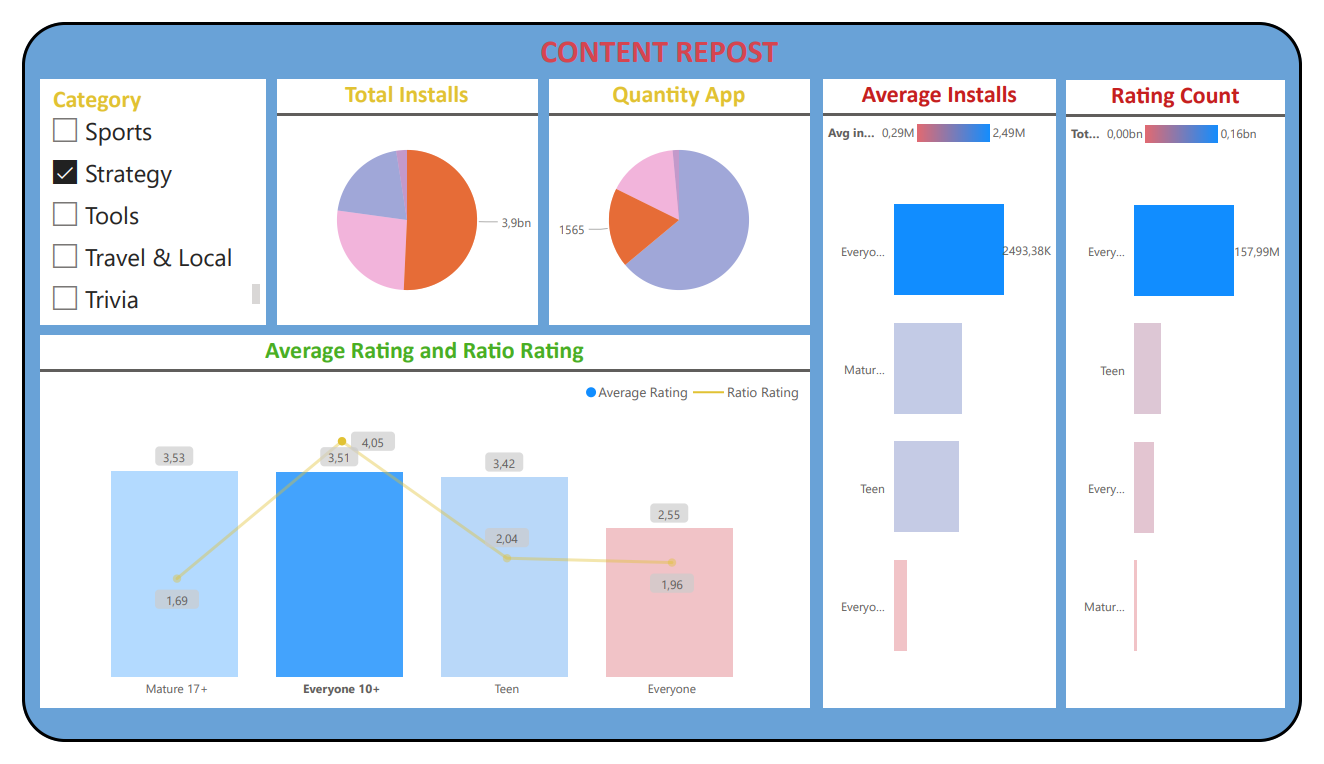 CONTENT REPOST
Category
Sports
Strategy
Tools
Travel & Local
Trivia
Total Installs
3,9bn
Quantity App
1565
Average Installs
Avg in... 0,29M 2,49M
Everyo... 2493,38K
Matur...
Teen
Everyo...
Rating Count
Tot... 0,00bn 0,16bn
Every... 157,99M
Teen
Every...
Matur...
Average Rating and Ratio Rating
Average Rating Ratio Rating
4,05
3,53 3,51 3,42
2,55
2,04
1,69 1,96
Mature 17+ Everyone 10+ Teen Everyone